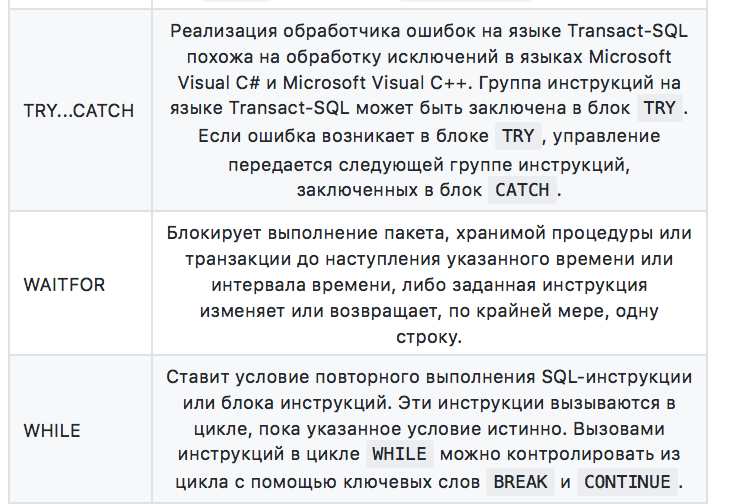 Реализация обработчика ошибок на языке Transact-SQL
похожа на обработку исключений в языках Microsoft
Visual C# и Microsoft Visual C++. Группа инструкций на
TRY...CATCH
языке Transact-SQL может быть заключена в блок TRY .
Если ошибка возникает в блоке TRY , управление
передается следующей группе инструкций,
заключенных в блок CATCH .
Блокирует выполнение пакета, хранимой процедуры или
транзакции до наступления указанного времени или
WAITFOR
интервала времени, либо заданная инструкция
изменяет или возвращает, по крайней мере, одну
строку.
Ставит условие повторного выполнения SQL-инструкции
или блока инструкций. Эти инструкции вызываются в
WHILE
цикле, пока указанное условие истинно. Вызовами
инструкций в цикле WHILE можно контролировать из
цикла с помощью ключевых слов BREAK и CONTINUE .